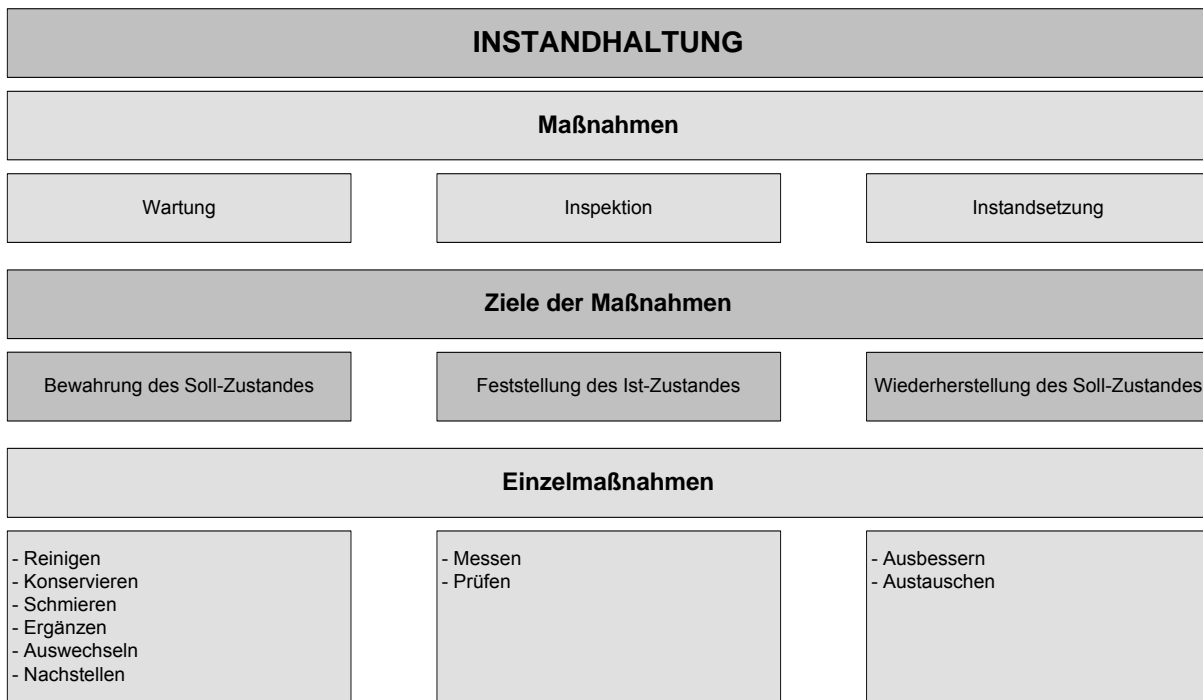 INSTANDHALTUNG
Maßnahmen
Wartung
Inspektion
Instandsetzung
Ziele der Maßnahmen
Bewahrung des Soll-Zustandes
Feststellung des Ist-Zustandes
Wiederherstellung des Soll-Zustandes
Einzelmaßnahmen
- Reinigen
- Konservieren
- Schmieren
- Ergänzen
- Auswechseln
- Nachstellen
- Messen
- Prüfen
- Ausbessern
- Austauschen